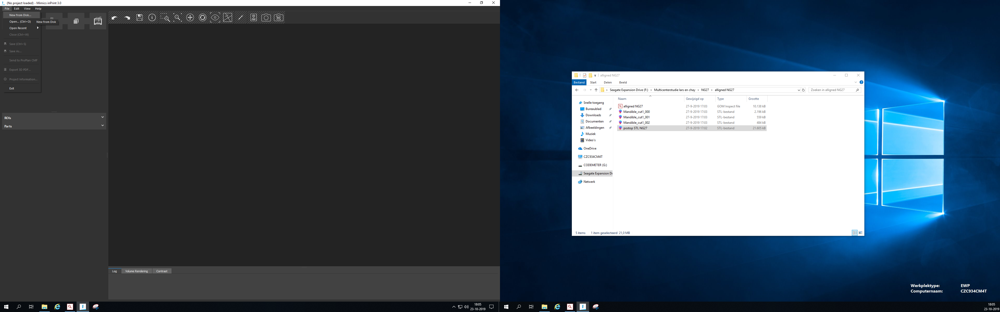 (No project loaded) - Mimics inPrint 3.0
File Edit View Help
New from Disk...
Open... (Ctrl+O)
New from Disk
Open Recent
Close (Ctrl+W)
Save (Ctrl+S)
Save As...
Send to ProPlan CMF
Export 3D PDF...
Project Information...
Exit
PDF
360
ROIs
Parts
Log Volume Rendering Contrast
18:05
23-10-2019
alligned NG27
Bestand Start Delen Beeld
Seagate Expansion Drive (F:) Multicenterstudie lars en chay NG27 alligned NG27
Zoeken in alligned NG27
Naam Gewijzigd op Type Grootte
Snelle toegang
Bureaublad
Downloads
Documenten
Afbeeldingen
Muziek
Video's
OneDrive
CZC934CM4T
CODEMETER (G:)
Seagate Expansion Dr
Netwerk
alligned NG27 27-9-2019 17:03 GOM Inspect file 10.138 kB
Mandible_cut1_000 27-9-2019 17:03 STL-bestand 2.196 kB
Mandible_cut1_001 27-9-2019 17:03 STL-bestand 559 kB
Mandible_cut1_002 27-9-2019 17:03 STL-bestand 484 kB
postop STL NG27 27-9-2019 17:02 STL-bestand 21.605 kB
5 items 1 item geselecteerd 21,0 MB
Werkplektype: EWP
Computernaam: CZC934CM4T
18:05
23-10-2019